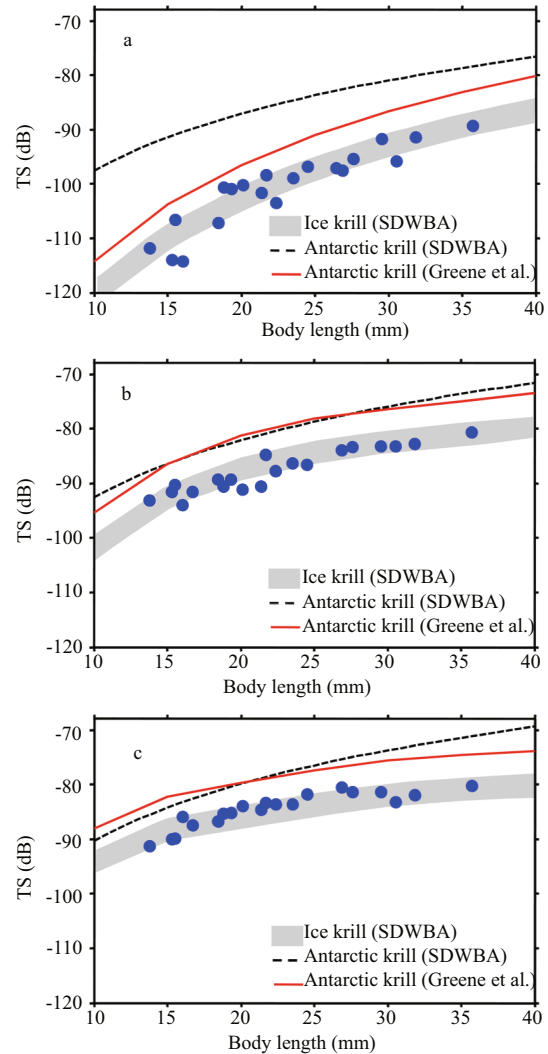 a
-70
-80
-90
-100
-110
-120
TS (dB)
Ice krill (SDWBA)
Antarctic krill (SDWBA)
Antarctic krill (Greene et al.)
10 15 20 25 30 35 40
Body length (mm)
b
-70
-80
-90
-100
-110
-120
TS (dB)
Ice krill (SDWBA)
Antarctic krill (SDWBA)
Antarctic krill (Greene et al.)
10 15 20 25 30 35 40
Body length (mm)
c
-70
-80
-90
-100
-110
-120
TS (dB)
Ice krill (SDWBA)
Antarctic krill (SDWBA)
Antarctic krill (Greene et al.)
10 15 20 25 30 35 40
Body length (mm)